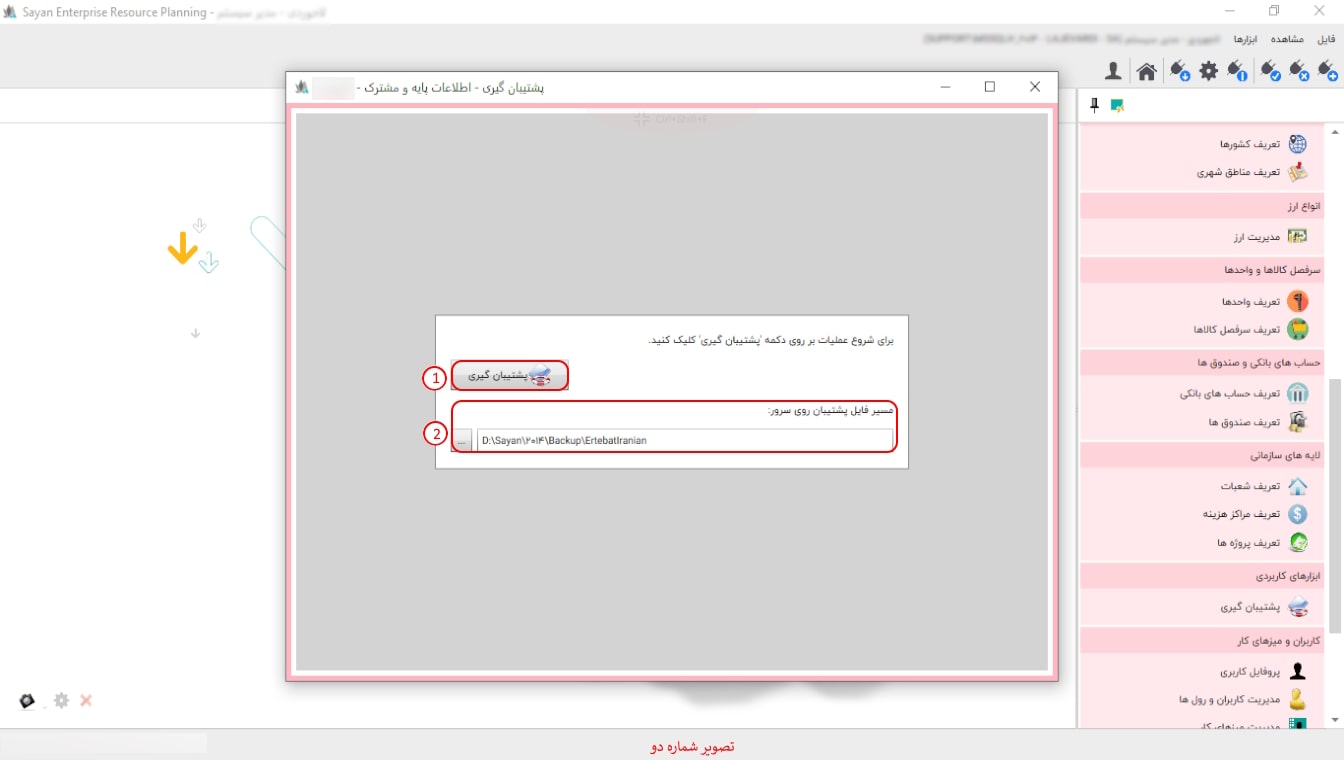 Sayan Enterprise Resource Planning -
فایل
مشاهده
ابزارها
پشتیبان گیری - اطلاعات پایه و مشترک -
Ctrl+Shift+F
برای شروع عملیات بر روی دکمه 'پشتیبان گیری' کلیک کنید.
1
پشتیبان گیری
مسیر فایل پشتیبان روی سرور:
2
...
D:\Sayan\۲۰۱۴\Backup\ErtebatIranian
تعریف کشورها
تعریف مناطق شهری
انواع ارز
مدیریت ارز
سرفصل کالاها و واحدها
تعریف واحدها
تعریف سرفصل کالاها
حساب های بانکی و صندوق ها
تعریف حساب های بانکی
تعریف صندوق ها
لایه های سازمانی
تعریف شعبات
تعریف مراکز هزینه
تعریف پروژه ها
ابزارهای کاربردی
پشتیبان گیری
کاربران و میزهای کار
پروفایل کاربری
مدیریت کاربران و رول ها
مدیریت میزهای کار
تصویر شماره دو